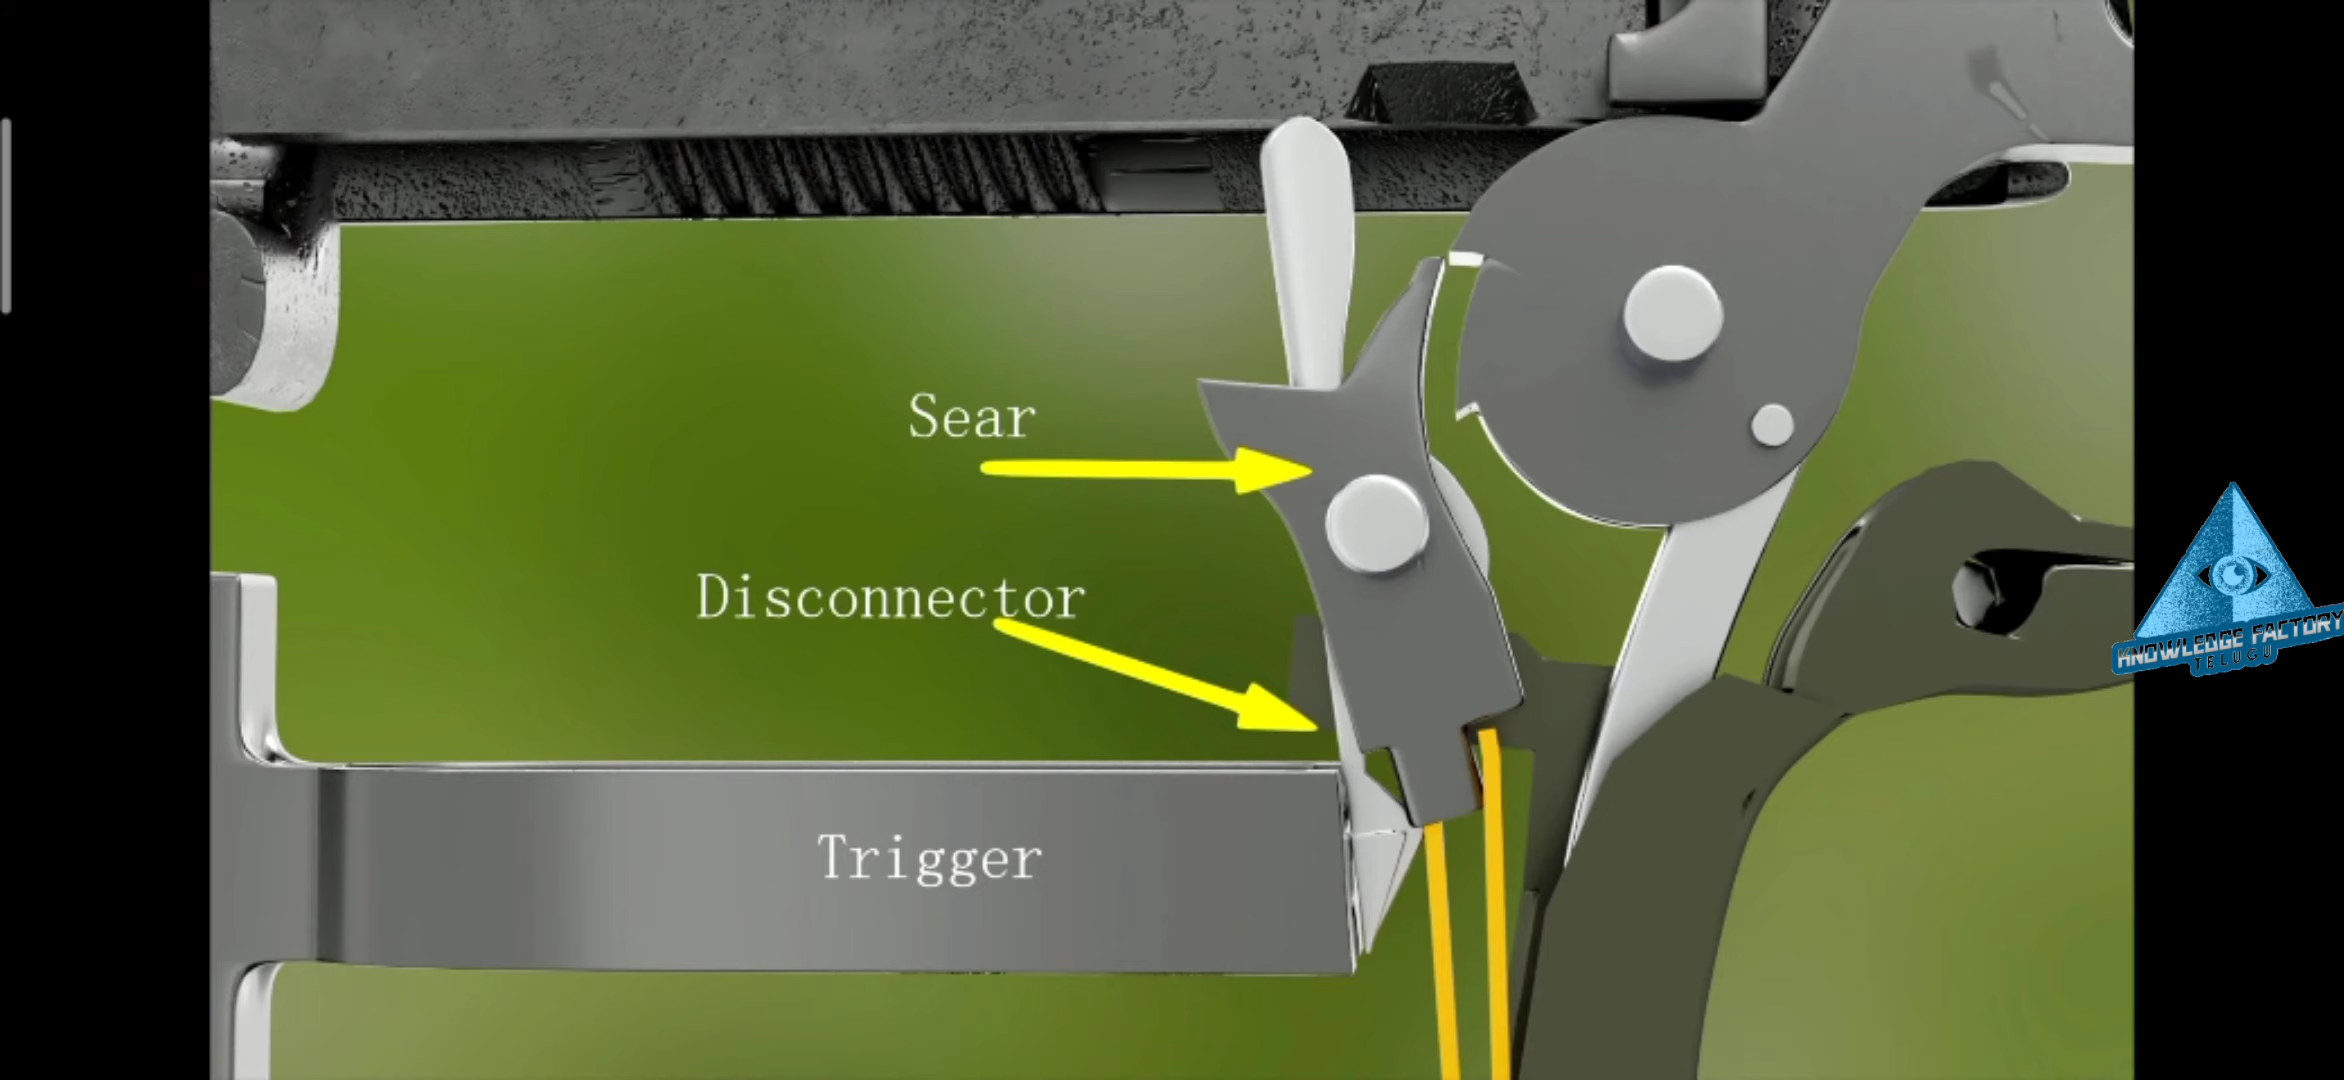 Sear
Disconnector
KNOWLEDGE FACTORY
TELUGU
Trigger